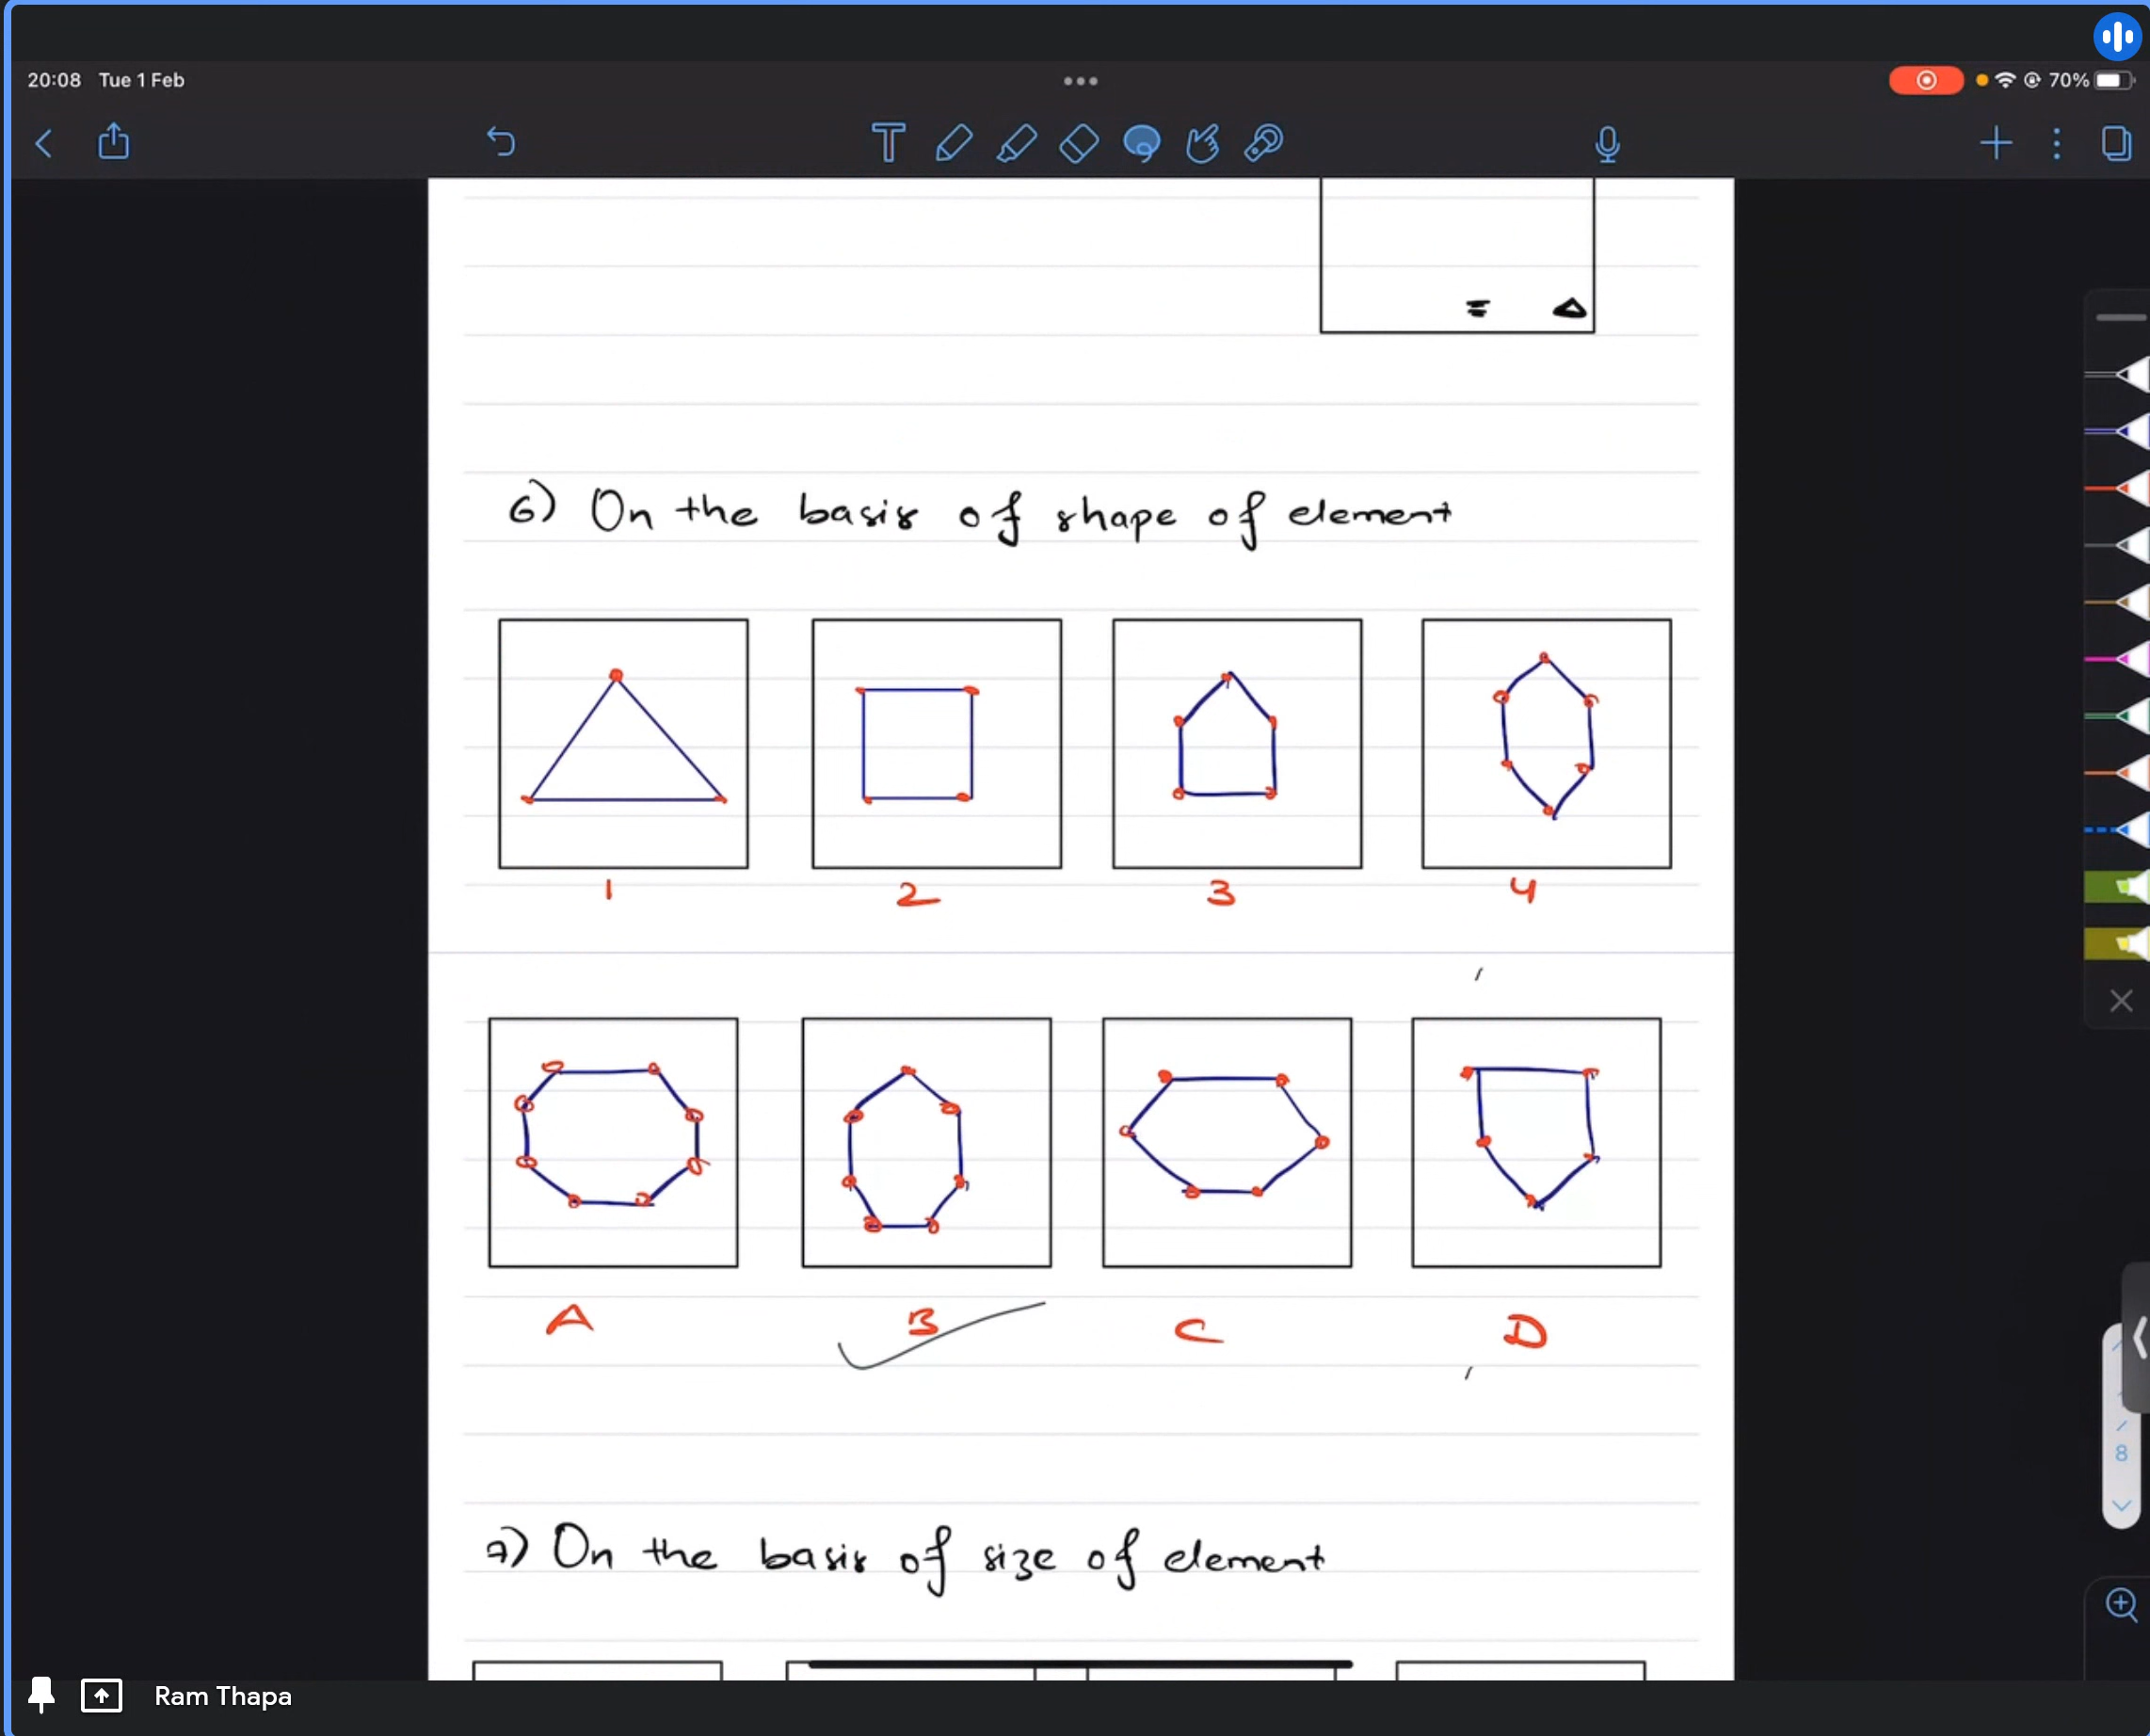 20:08 Tue 1 Feb
70%
T
= Δ
6) On the basis of shape of element
1 2 3 4
A B C D
7) On the basis of size of element
8
Ram Thapa